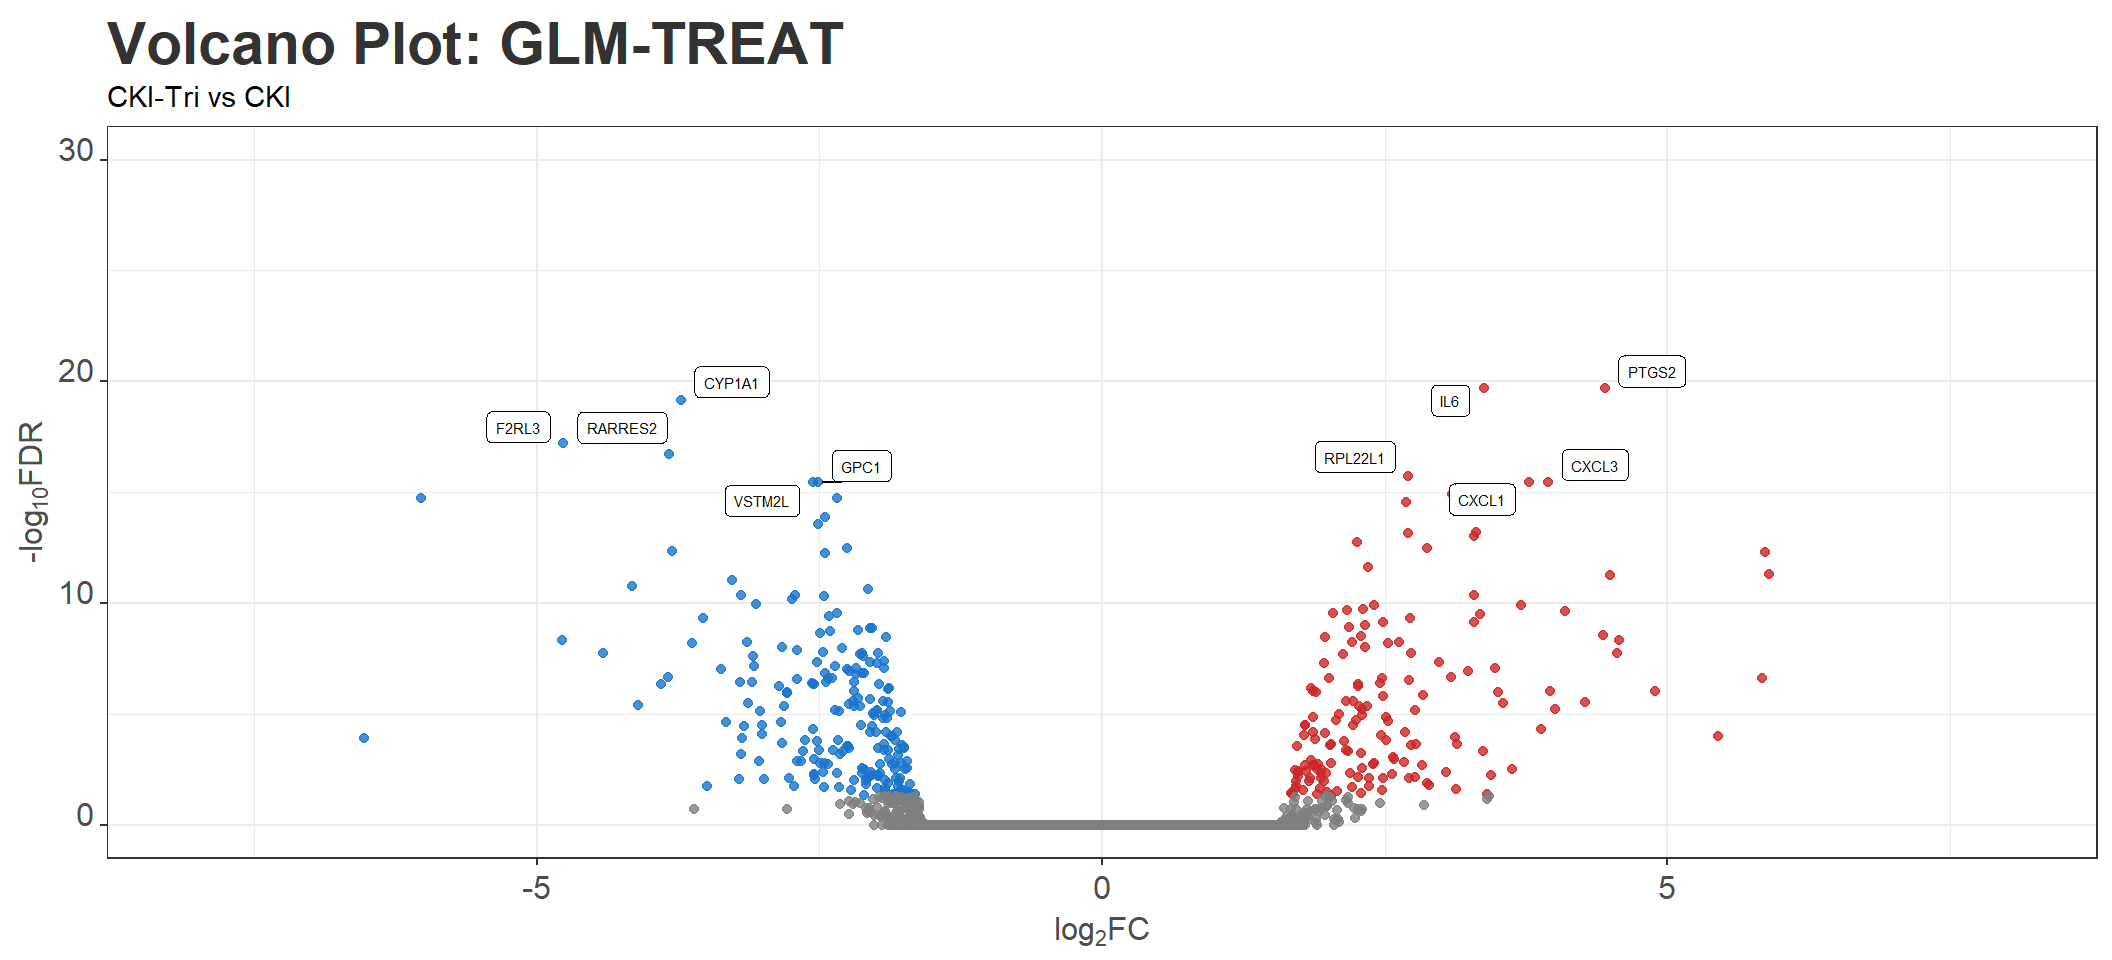 Volcano Plot: GLM-TREAT
CKI-Tri vs CKI
30
20
10
0
-log10FDR
CYP1A1
F2RL3
RARRES2
GPC1
VSTM2L
PTGS2
IL6
RPL22L1
CXCL3
CXCL1
-5
0
5
log2FC